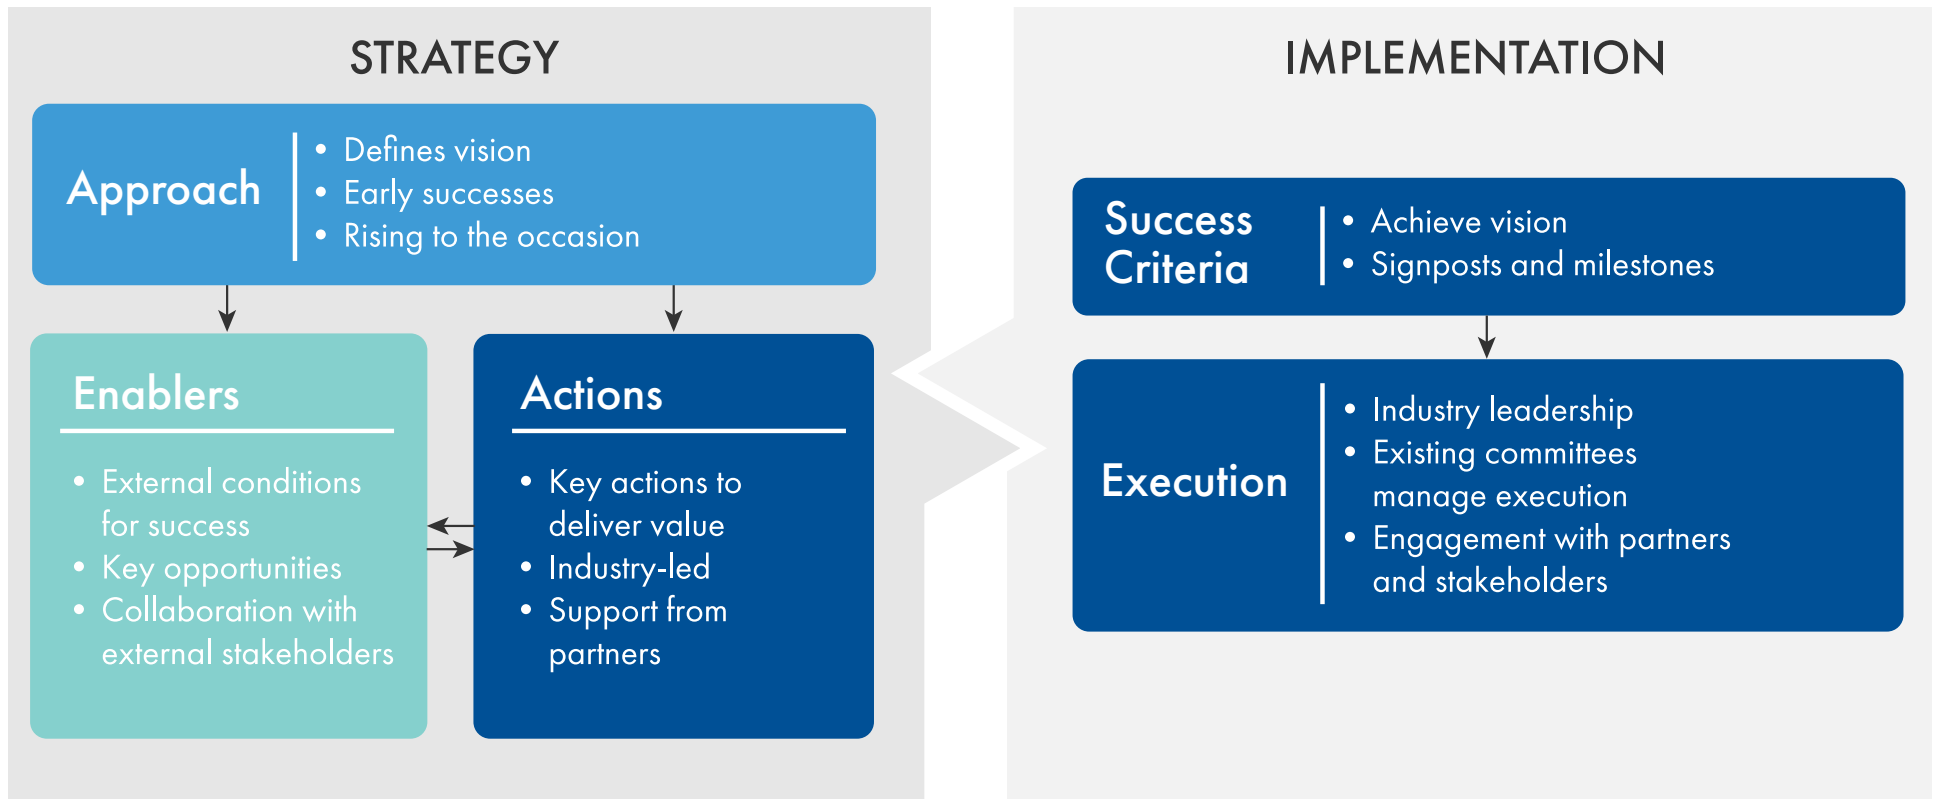 STRATEGY
Approach
• Defines vision
• Early successes
• Rising to the occasion
Enablers
• External conditions
for success
• Key opportunities
• Collaboration with
external stakeholders
Actions
• Key actions to
deliver value
• Industry-led
• Support from
partners
IMPLEMENTATION
Success
Criteria
• Achieve vision
• Signposts and milestones
Execution
• Industry leadership
• Existing committees
manage execution
• Engagement with partners
and stakeholders